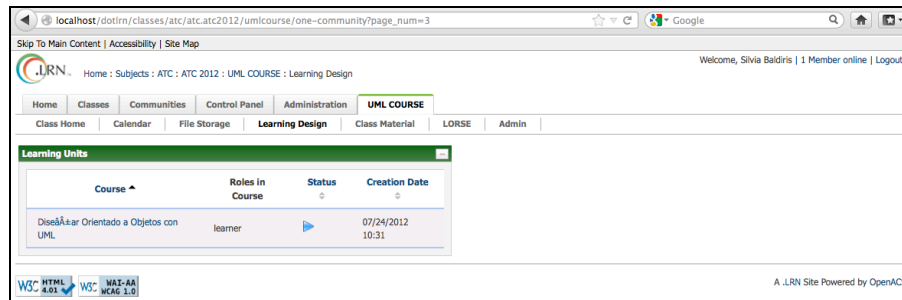 localhost/dotlrn/classes/atc/atc.atc2012/umlcourse/one-community?page_num=3
Google
Skip To Main Content | Accessibility | Site Map
.LRN
Home : Subjects : ATC : ATC 2012 : UML COURSE : Learning Design
Welcome, Silvia Baldiris | 1 Member online | Logout
Home Classes Communities Control Panel Administration UML COURSE
Class Home Calendar File Storage Learning Design Class Material LORSE Admin
Learning Units
Course Roles in Course Status Creation Date
DiseÃÂ±ar Orientado a Objetos con UML learner 07/24/2012 10:31
W3C HTML 4.01 W3C WAI-AA WCAG 1.0
A .LRN Site Powered by OpenAC